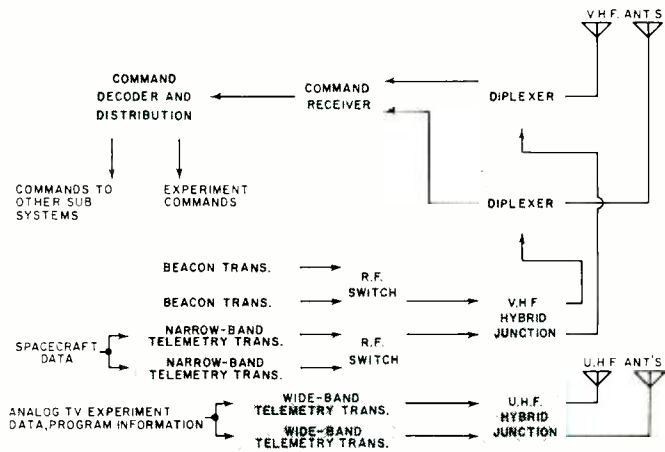 V.H.F. ANT S
COMMAND
DECODER AND
DISTRIBUTION
COMMAND
RECEIVER
DIPLEXER
COMMANDS TO
OTHER SUB
SYSTEMS
EXPERIMENT
COMMANDS
DIPLEXER
BEACON TRANS.
R.F.
SWITCH
BEACON TRANS.
V.H.F
HYBRID
JUNCTION
SPACECRAFT
DATA
NARROW-BAND
TELEMETRY TRANS.
NARROW-BAND
TELEMETRY TRANS.
R.F.
SWITCH
U.H.F ANT'S
ANALOG TV EXPERIMENT
DATA, PROGRAM INFORMATION
WIDE-BAND
TELEMETRY TRANS.
WIDE-BAND
TELEMETRY TRANS.
U.H.F.
HYBRID
JUNCTION